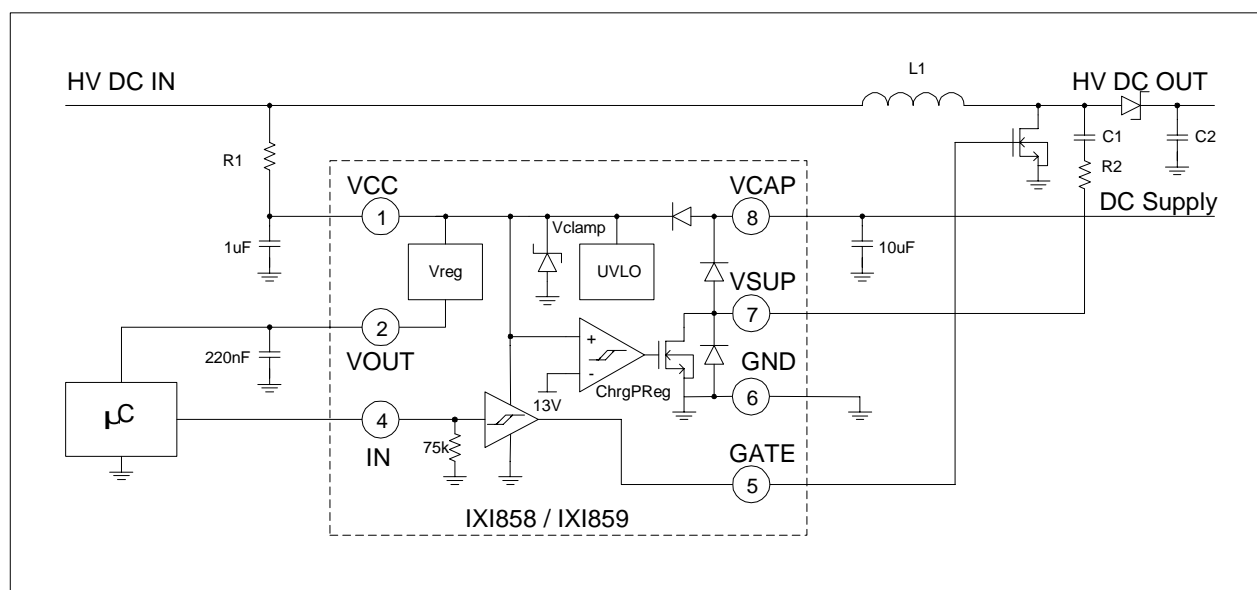 L1
HV DC IN
HV DC OUT
C1
C2
R1
R2
VCC
VCAP
DC Supply
1
8
Vclamp
1uF
10uF
Vreg
UVLO
VSUP
7
2
+
220nF
VOUT
GND
-
ChrgPReg
6
µC
13V
4
75k
GATE
IN
5
IXI858 / IXI859